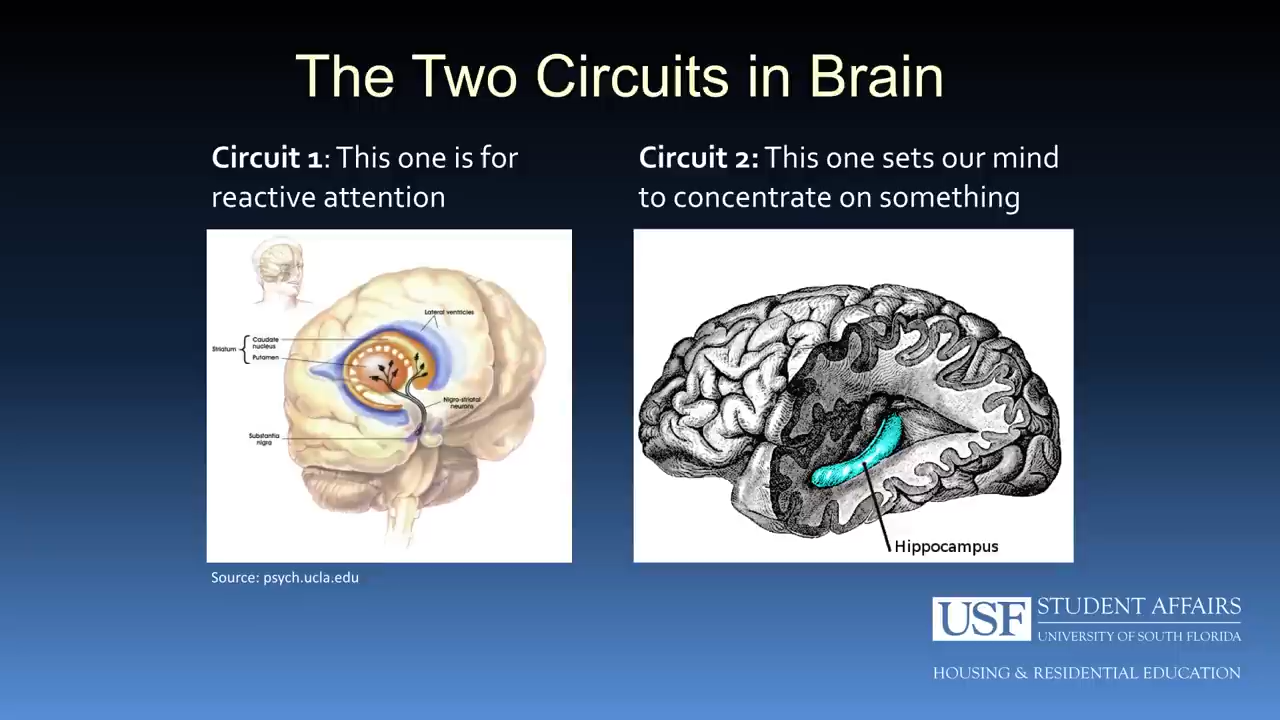 The Two Circuits in Brain
Circuit 1: This one is for
reactive attention
Circuit 2: This one sets our mind
to concentrate on something
Lateral ventricles
Striatum
Caudate
nucleus
Putamen
Nigro-striatal
neurons
Substantia
nigra
Hippocampus
Source: psych.ucla.edu
USF STUDENT AFFAIRS
UNIVERSITY OF SOUTH FLORIDA
HOUSING & RESIDENTIAL EDUCATION